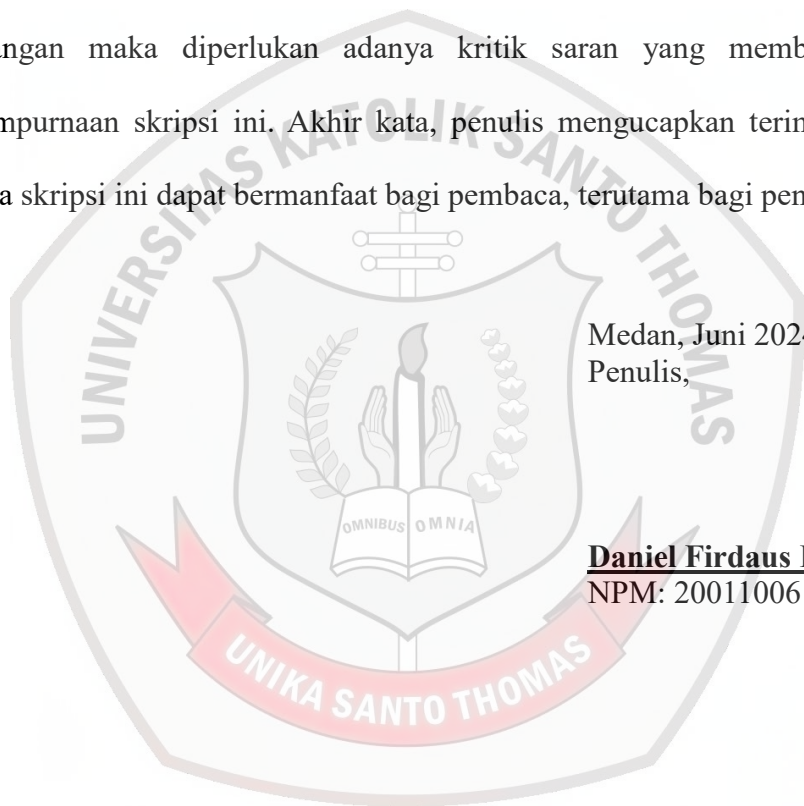 angan maka diperlukan adanya kritik saran yang memb
mpurnaan skripsi ini. Akhir kata, penulis mengucapkan terin
a skripsi ini dapat bermanfaat bagi pembaca, terutama bagi pen
UNIVERSITAS KATOLIK SANTO THOMAS
Medan, Juni 2024
Penulis,
OMNIBUS OMNIA
Daniel Firdaus
NPM: 20011006
UNIKA SANTO THOMAS